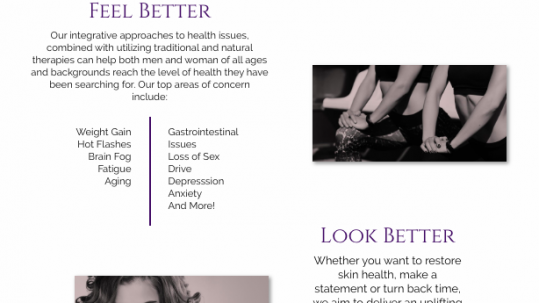 Feel Better
Our integrative approaches to health issues,
combined with utilizing traditional and natural
therapies can help both men and woman of all ages
and backgrounds reach the level of health they have
been searching for. Our top areas of concern
include:
Weight Gain
Hot Flashes
Brain Fog
Fatigue
Aging
Gastrointestinal
Issues
Loss of Sex
Drive
Depresssion
Anxiety
And More!
Look Better
Whether you want to restore
skin health, make a
statement or turn back time,
we aim to deliver an uplifting